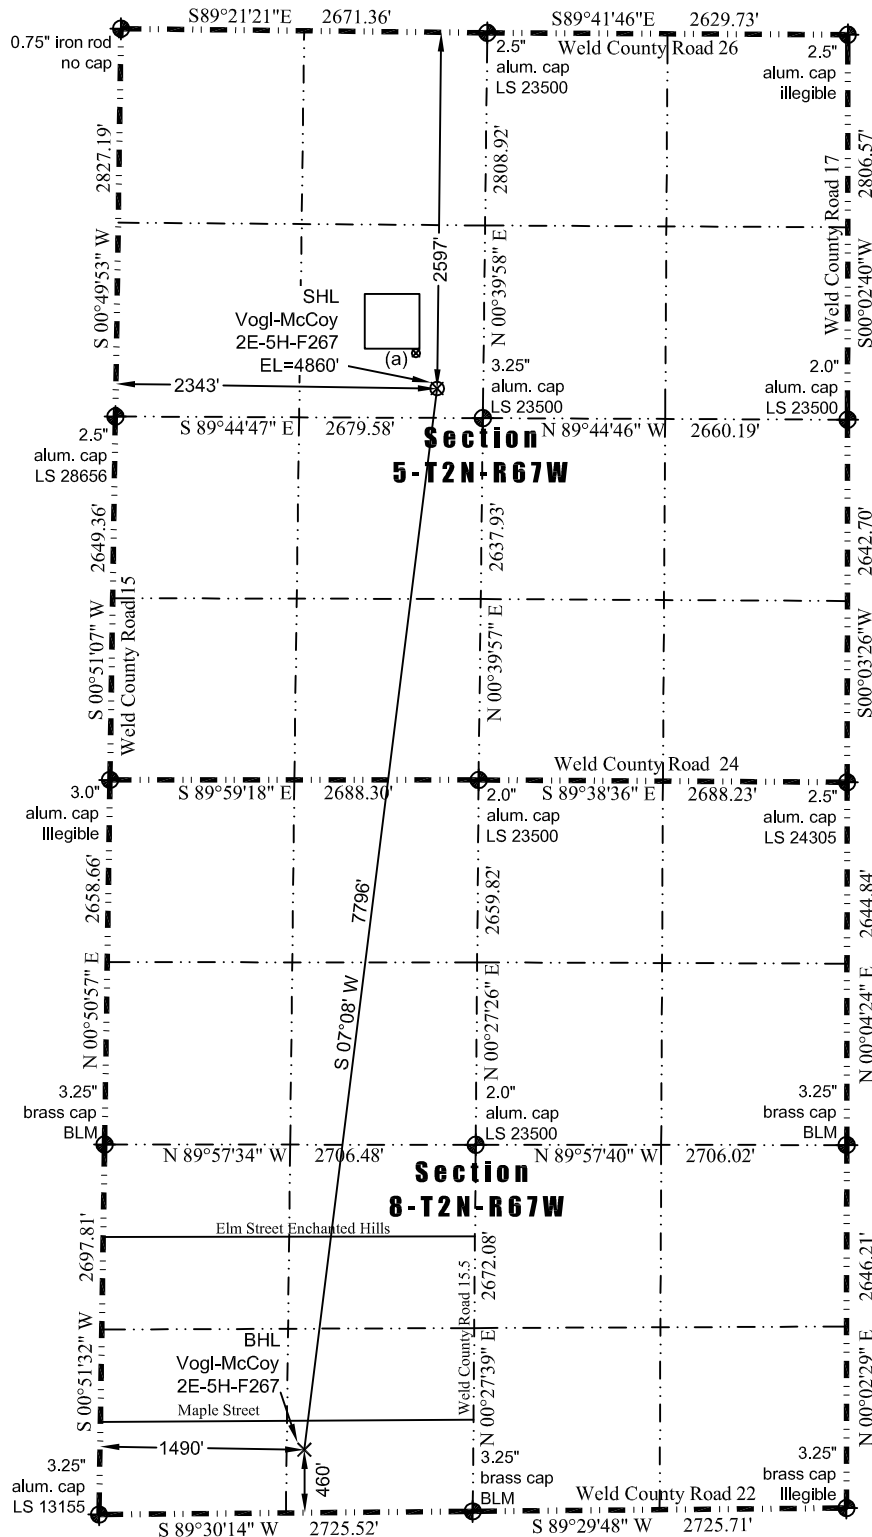 S89°21'21"E 2671.36'
S89°41'46"E 2629.73'
0.75" iron rod
no cap
2.5"
alum. cap
LS 23500
Weld County Road 26
2.5"
alum. cap
illegible
2827.19'
S 00°49'53" W
2808.92'
N 00°39'58" E
Weld County Road 17
2806.57'
S00°02'40"W
2597'
SHL
Vogl-McCoy
2E-5H-F267
EL=4860'
(a)
2343'
3.25"
alum. cap
LS 23500
2.0"
alum. cap
LS 23500
S 89°44'47" E 2679.58'
N 89°44'46" W 2660.19'
2.5"
alum. cap
LS 28656
Section
5-T2N-R67W
2649.36'
S 00°51'07" W
Weld County Road 15
2637.93'
N 00°39'57" E
2642.70'
S00°03'26"W
Weld County Road 24
S 89°59'18" E 2688.30'
S 89°38'36" E 2688.23'
3.0"
alum. cap
Illegible
2.0"
alum. cap
LS 23500
2.5"
alum. cap
LS 24305
2658.66'
N 00°50'57" E
7796'
S 07°08' W
2659.82'
N 00°27'26" E
2644.84'
N 00°04'24" E
3.25"
brass cap
BLM
2.0"
alum. cap
LS 23500
3.25"
brass cap
BLM
N 89°57'34" W 2706.48'
N 89°57'40" W 2706.02'
Section
8-T2N-R67W
Elm Street Enchanted Hills
2697.81'
S 00°51'32" W
2672.08'
N 00°27'39" E
Weld County Road 15.5
2646.21'
N 00°02'29" E
BHL
Vogl-McCoy
2E-5H-F267
Maple Street
1490'
460'
3.25"
alum. cap
LS 13155
3.25"
brass cap
BLM
Weld County Road 22
3.25"
brass cap
Illegible
S 89°30'14" W 2725.52'
S 89°29'48" W 2725.71'